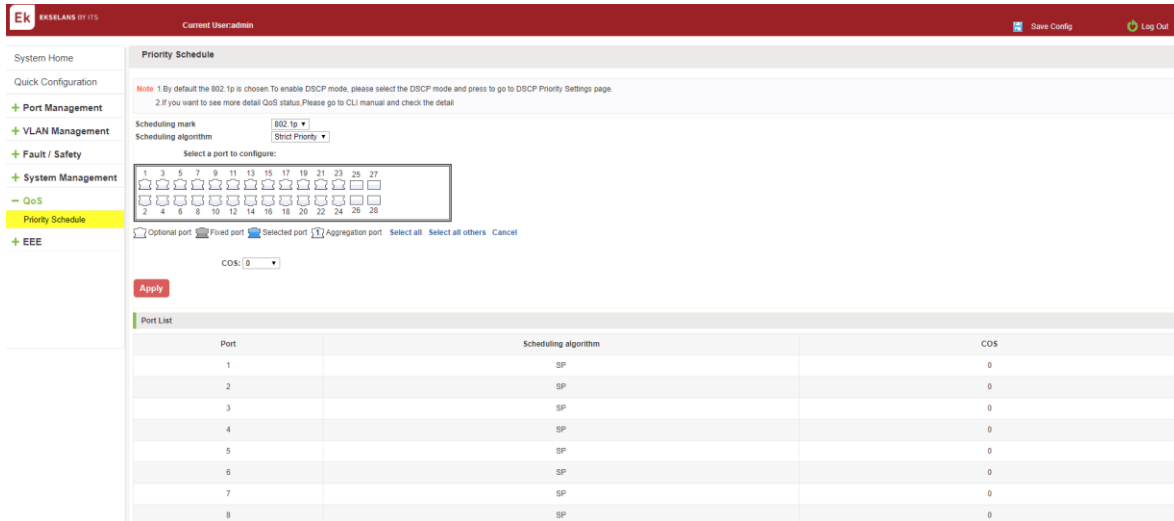 Ek EKSELANS BY ITS
Current User:admin
Save Config
Log Out
System Home
Quick Configuration
+ Port Management
+ VLAN Management
+ Fault / Safety
+ System Management
− QoS
Priority Schedule
+ EEE
Priority Schedule
Note 1.By default the 802.1p is chosen.To enable DSCP mode, please select the DSCP mode and press to go to DSCP Priority Settings page.
2.If you want to see more detail QoS status,Please go to CLI manual and check the detail
Scheduling mark 802.1p
Scheduling algorithm Strict Priority
Select a port to configure:
1 3 5 7 9 11 13 15 17 19 21 23 25 27
2 4 6 8 10 12 14 16 18 20 22 24 26 28
Optional port Fixed port Selected port 1 Aggregation port Select all Select all others Cancel
COS: 0
Apply
Port List
Port Scheduling algorithm COS
1 SP 0
2 SP 0
3 SP 0
4 SP 0
5 SP 0
6 SP 0
7 SP 0
8 SP 0